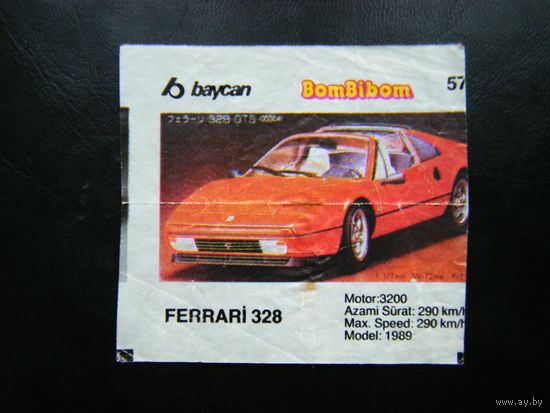 baycan
BomBibom
57
フェラーリ 328 GTS
FERRARİ 328
Motor:3200
Azami Sürat: 290 km/h
Max. Speed: 290 km/h
Model: 1989
www.ay.by